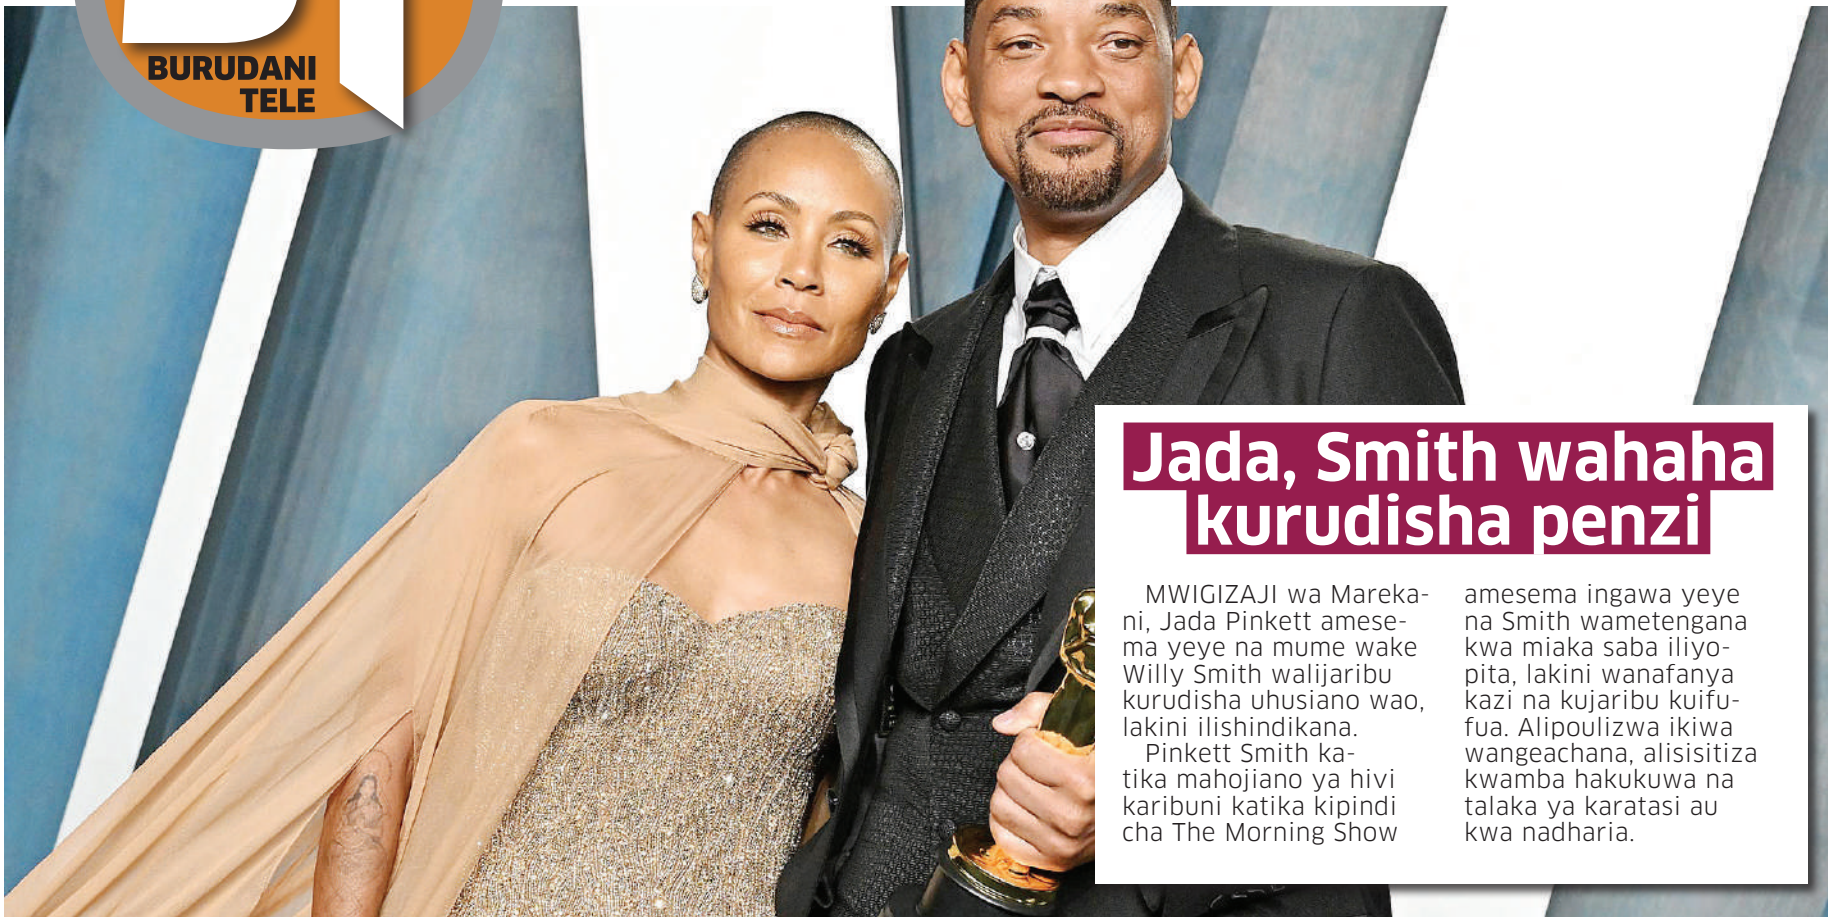 BURUDANI
TELE
Jada, Smith wahaha
kurudisha penzi
MWIGIZAJI wa Mareka-
ni, Jada Pinkett amese-
ma yeye na mume wake
Willy Smith walijaribu
kurudisha uhusiano wao,
lakini ilishindikana.
Pinkett Smith ka-
tika mahojiano ya hivi
karibuni katika kipindi
cha The Morning Show
amesema ingawa yeye
na Smith wametengana
kwa miaka saba iliyo-
pita, lakini wanafanya
kazi na kujaribu kuifu-
fua. Alipoulizwa ikiwa
wangeachana, alisisitiza
kwamba hakukuwa na
talaka ya karatasi au
kwa nadharia.